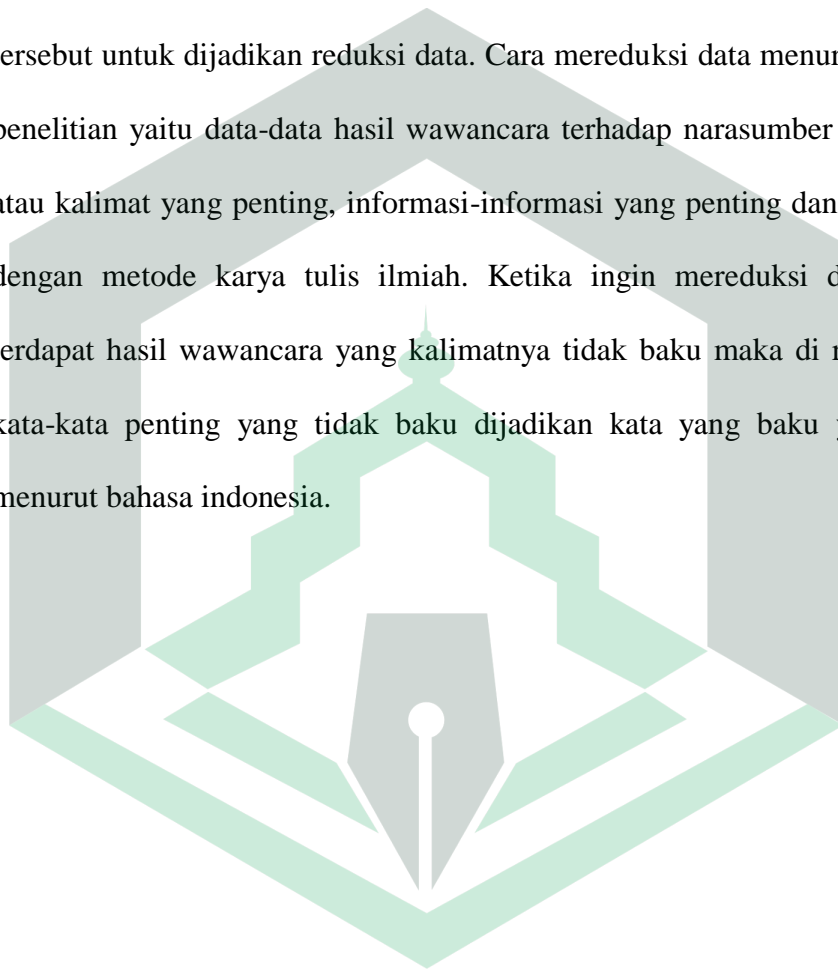 ersebut untuk dijadikan reduksi data. Cara mereduksi data menur
penelitian yaitu data-data hasil wawancara terhadap narasumber
atau kalimat yang penting, informasi-informasi yang penting dan
dengan metode karya tulis ilmiah. Ketika ingin mereduksi d
erdapat hasil wawancara yang kalimatnya tidak baku maka di
kata-kata penting yang tidak baku dijadikan kata yang baku
menurut bahasa indonesia.